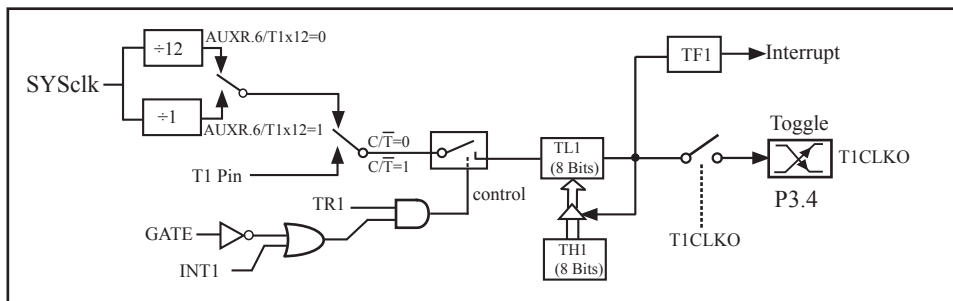 ÷12
AUXR.6/T1x12=0
SYSclk
÷1
AUXR.6/T1x12=1
T1 Pin
C/T̅=0
C/T̅=1
TR1
control
GATE
INT1
TL1
(8 Bits)
TH1
(8 Bits)
TF1
Interrupt
Toggle
T1CLKO
P3.4
T1CLKO